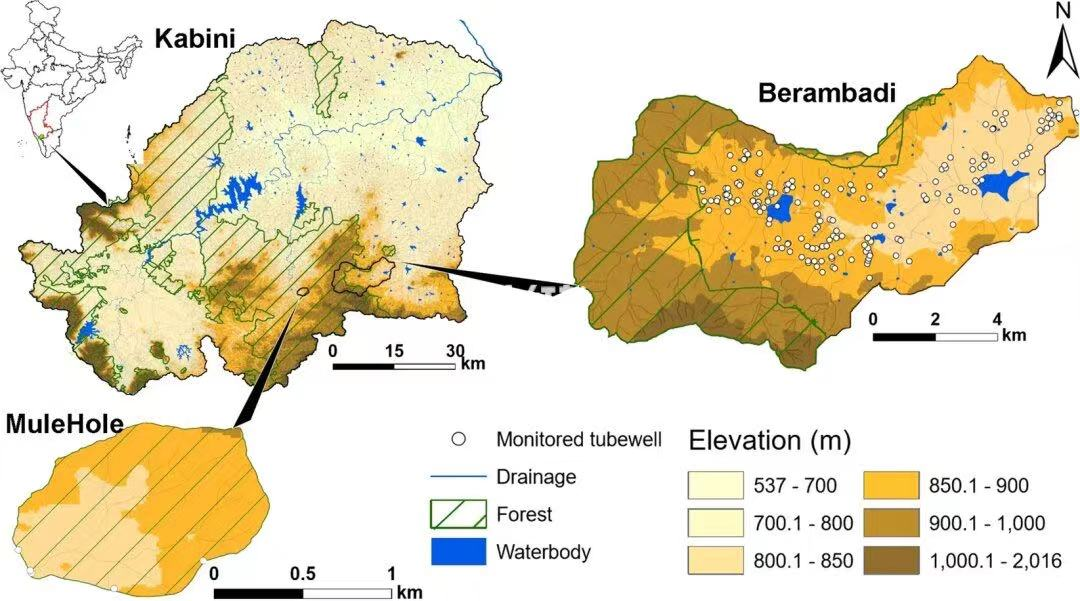 Kabini
N
Berambadi
0 15 30
km
0 2 4
km
MuleHole
0 0.5 1
km
Monitored tubewell
Drainage
Forest
Waterbody
Elevation (m)
537 - 700
700.1 - 800
800.1 - 850
850.1 - 900
900.1 - 1,000
1,000.1 - 2,016